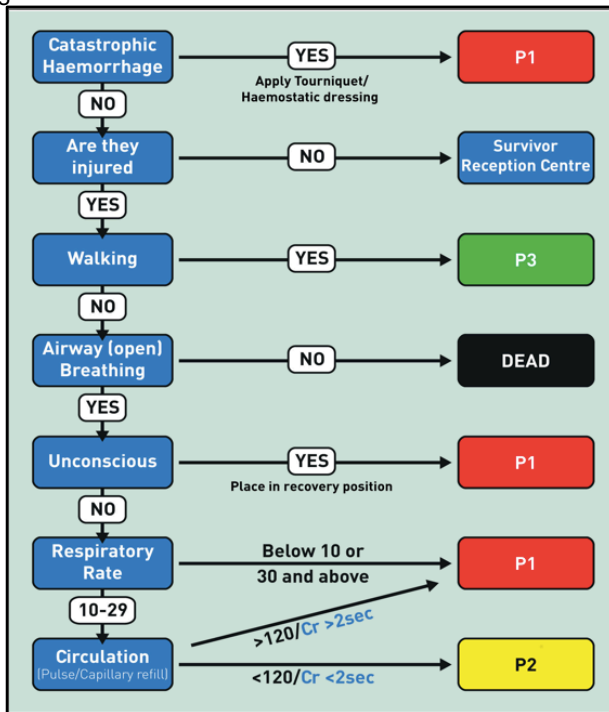 Catastrophic
Haemorrhage
YES
Apply Tourniquet/
Haemostatic dressing
P1
NO
Are they
injured
NO
Survivor
Reception Centre
YES
Walking
YES
P3
NO
Airway (open)
Breathing
NO
DEAD
YES
Unconscious
YES
Place in recovery position
P1
NO
Respiratory
Rate
Below 10 or
30 and above
P1
10-29
>120/Cr >2sec
Circulation
(Pulse/Capillary refill)
<120/Cr <2sec
P2